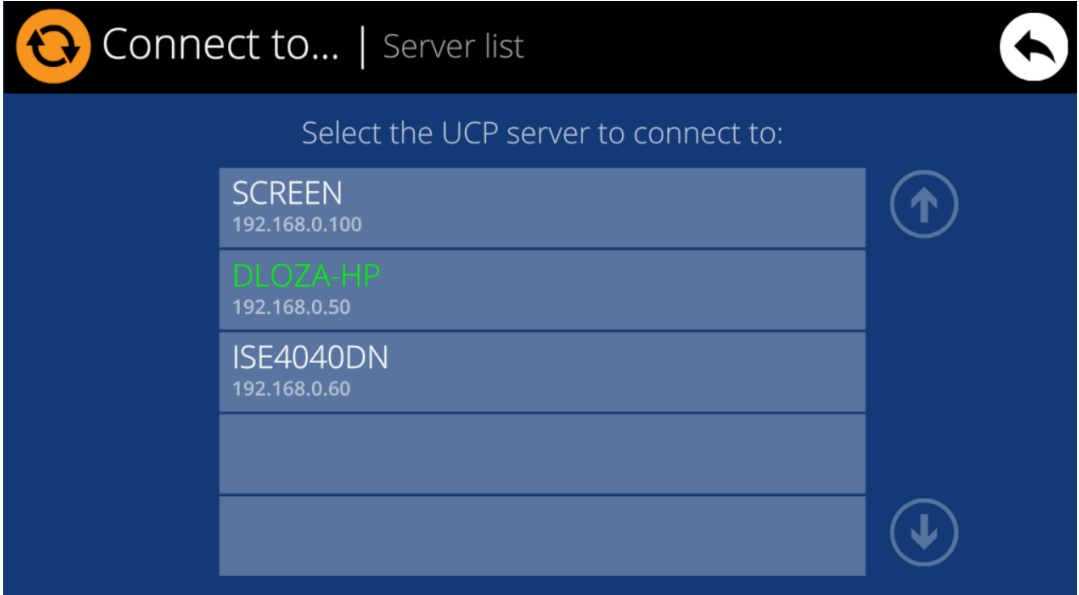 Connect to... | Server list
Select the UCP server to connect to:
SCREEN
192.168.0.100
DLOZA-HP
192.168.0.50
ISE4040DN
192.168.0.60